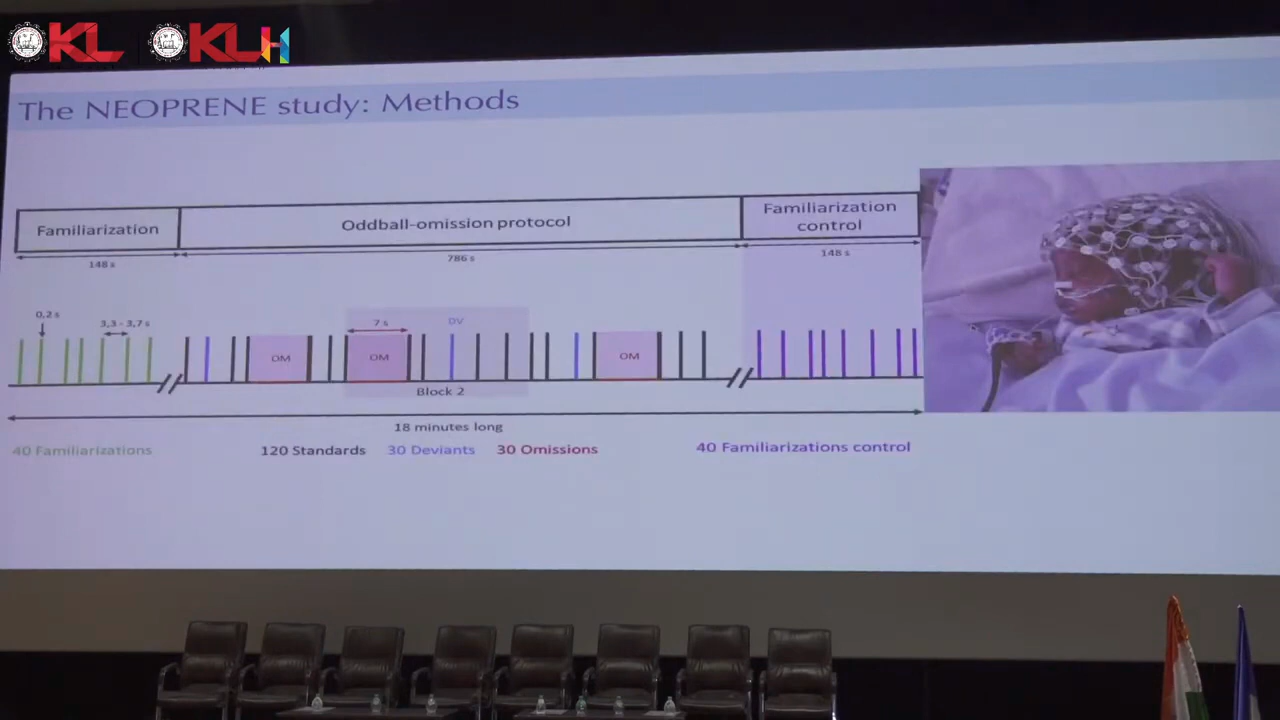 KL KLH
The NEOPRENE study: Methods
Familiarization
Oddball-omission protocol
Familiarization
control
148 s
786 s
148 s
0,2 s
3,3 - 3,7 s
7 s
DV
OM
OM
OM
Block 2
18 minutes long
40 Familiarizations
120 Standards
30 Deviants
30 Omissions
40 Familiarizations control